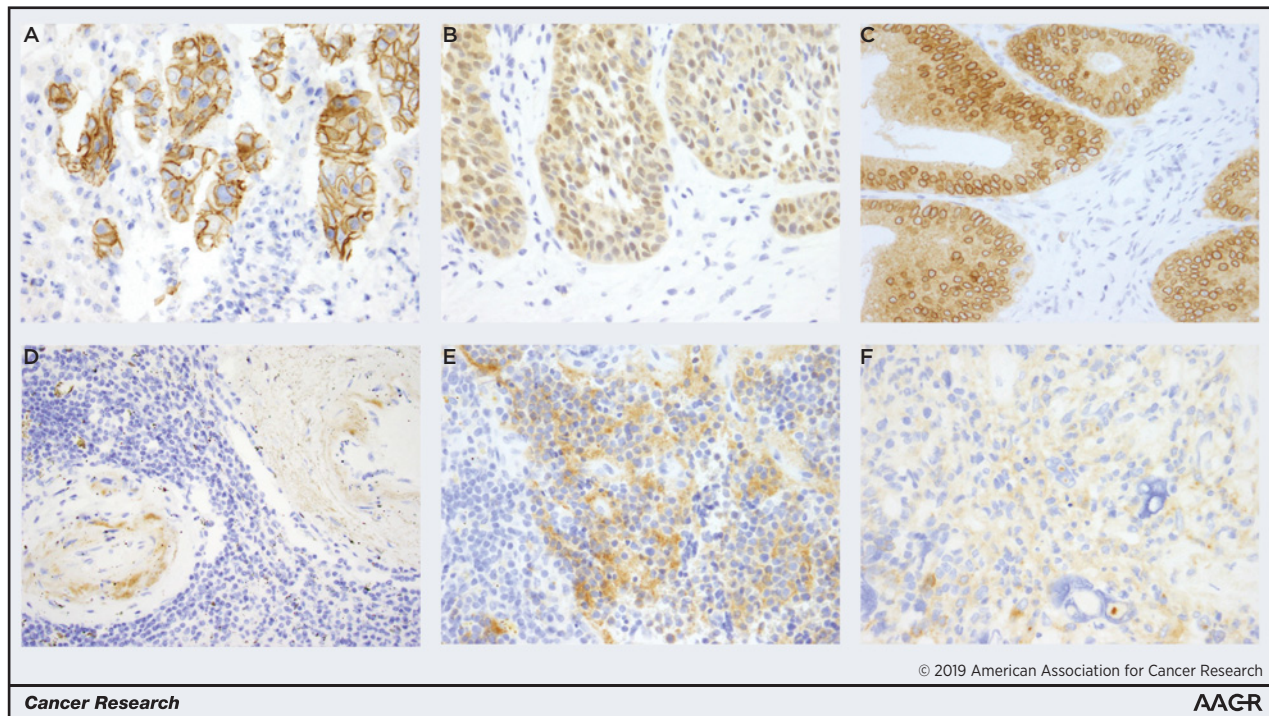 A
B
C
D
E
F
© 2019 American Association for Cancer Research
Cancer Research
AACR